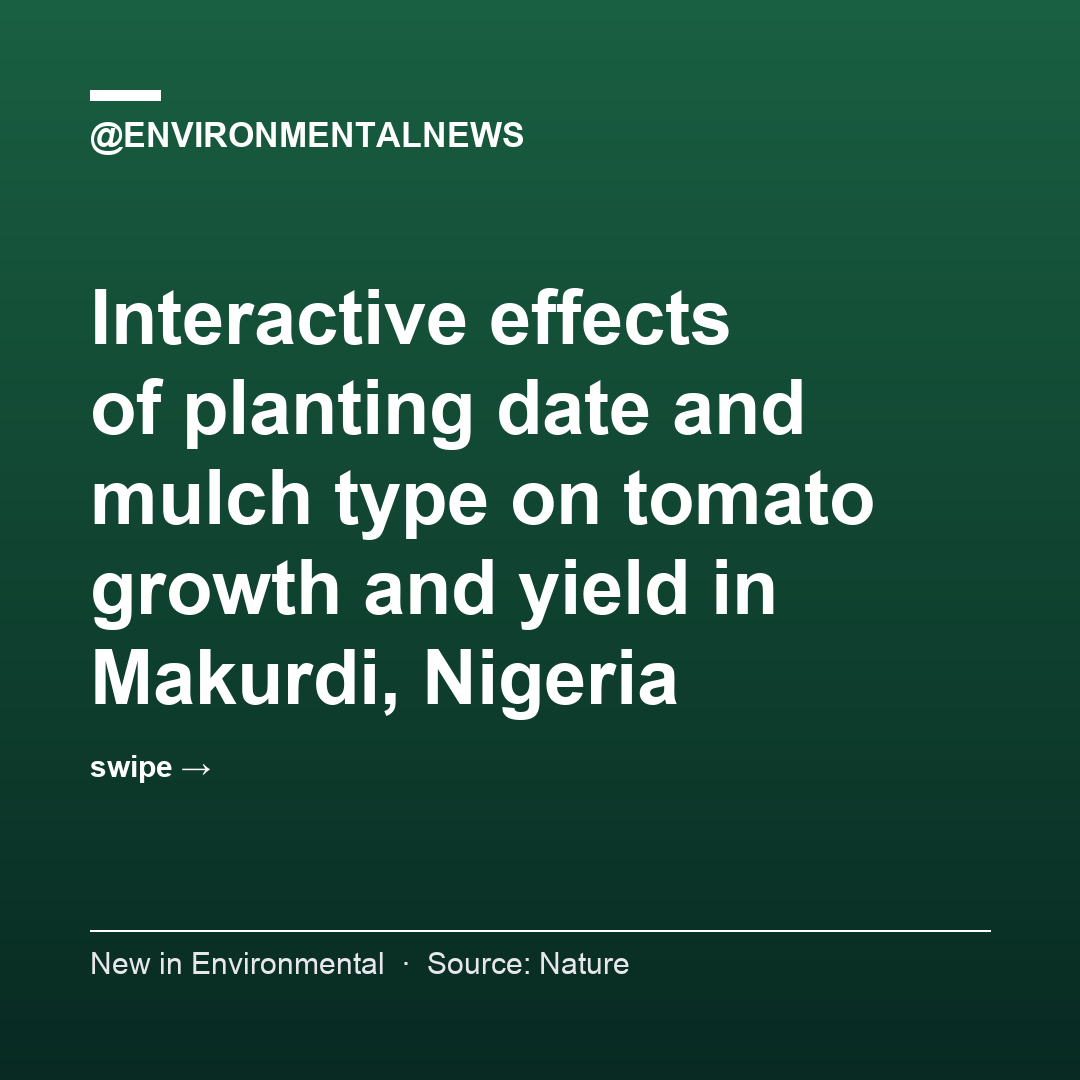 @ENVIRONMENTALNEWS
Interactive effects
of planting date and
mulch type on tomato
growth and yield in
Makurdi, Nigeria
swipe →
New in Environmental · Source: Nature